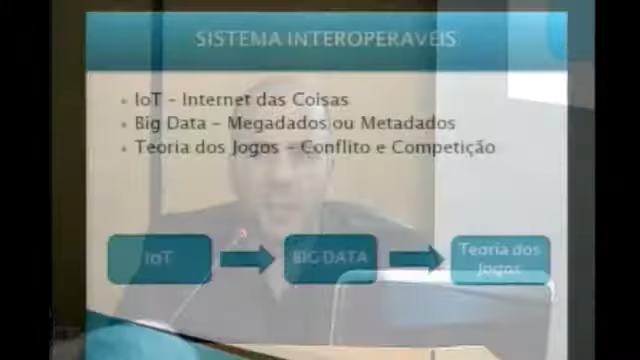 SISTEMA INTEROPERAVEIS
IoT – Internet das Coisas
Big Data – Megadados ou Metadados
Teoria dos Jogos – Conflito e Competição
IoT
BIG DATA
Teoria dos
Jogos